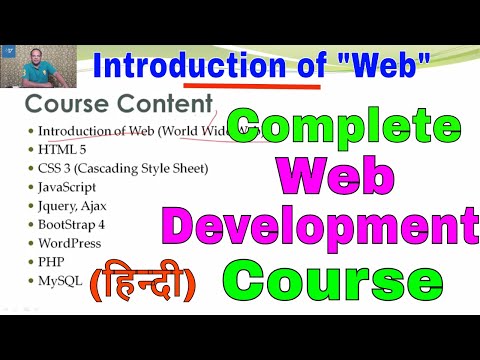 Introduction of "Web"
Course Content
Introduction of Web (World Wide Web
HTML 5
CSS 3 (Cascading Style Sheet)
JavaScript
Jquery, Ajax
BootStrap 4
WordPress
PHP
MySQL
(हिन्दी)
Complete
Web
Development
Course